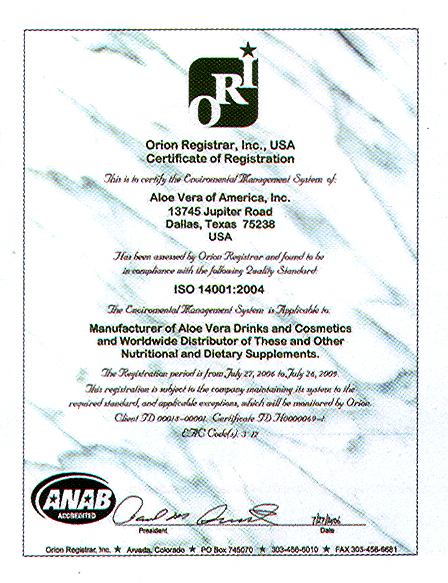 ORI
Orion Registrar, Inc., USA
Certificate of Registration
This is to certify the Enviromental Management System of:
Aloe Vera of America, Inc.
13745 Jupiter Road
Dallas, Texas 75238
USA
Has been assessed by Orion Registrar and found to be
in compliance with the following Quality Standard:
ISO 14001:2004
The Enviromental Management System is Applicable to:
Manufacturer of Aloe Vera Drinks and Cosmetics
and Worldwide Distributor of These and Other
Nutritional and Dietary Supplements.
The Registration period is from July 27, 2006 to July 26, 2009.
This registration is subject to the company maintaining its system to the
required standard, and applicable exceptions, which will be monitored by Orion.
Client ID 00018-00001, Certificate ID
EAC Code(s): 3, 17
ANAB
ACCREDITED
President
Date
Orion Registrar, Inc. ★ Arvada, Colorado ★ PO Box 745070 ★ 303-456-6010 ★ FAX 303-456-6681